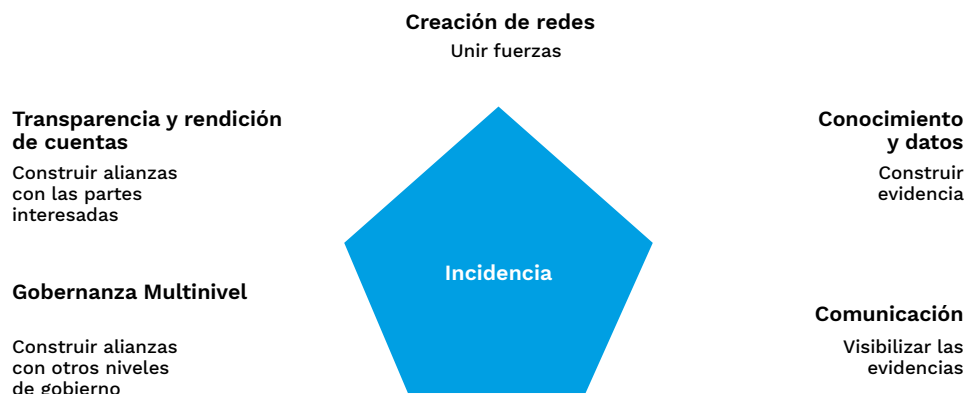 Creación de redes
Unir fuerzas
Transparencia y rendición
de cuentas
Construir alianzas
con las partes
interesadas
Conocimiento
y datos
Construir
evidencia
Incidencia
Gobernanza Multinivel
Construir alianzas
con otros niveles
de gobierno
Comunicación
Visibilizar las
evidencias